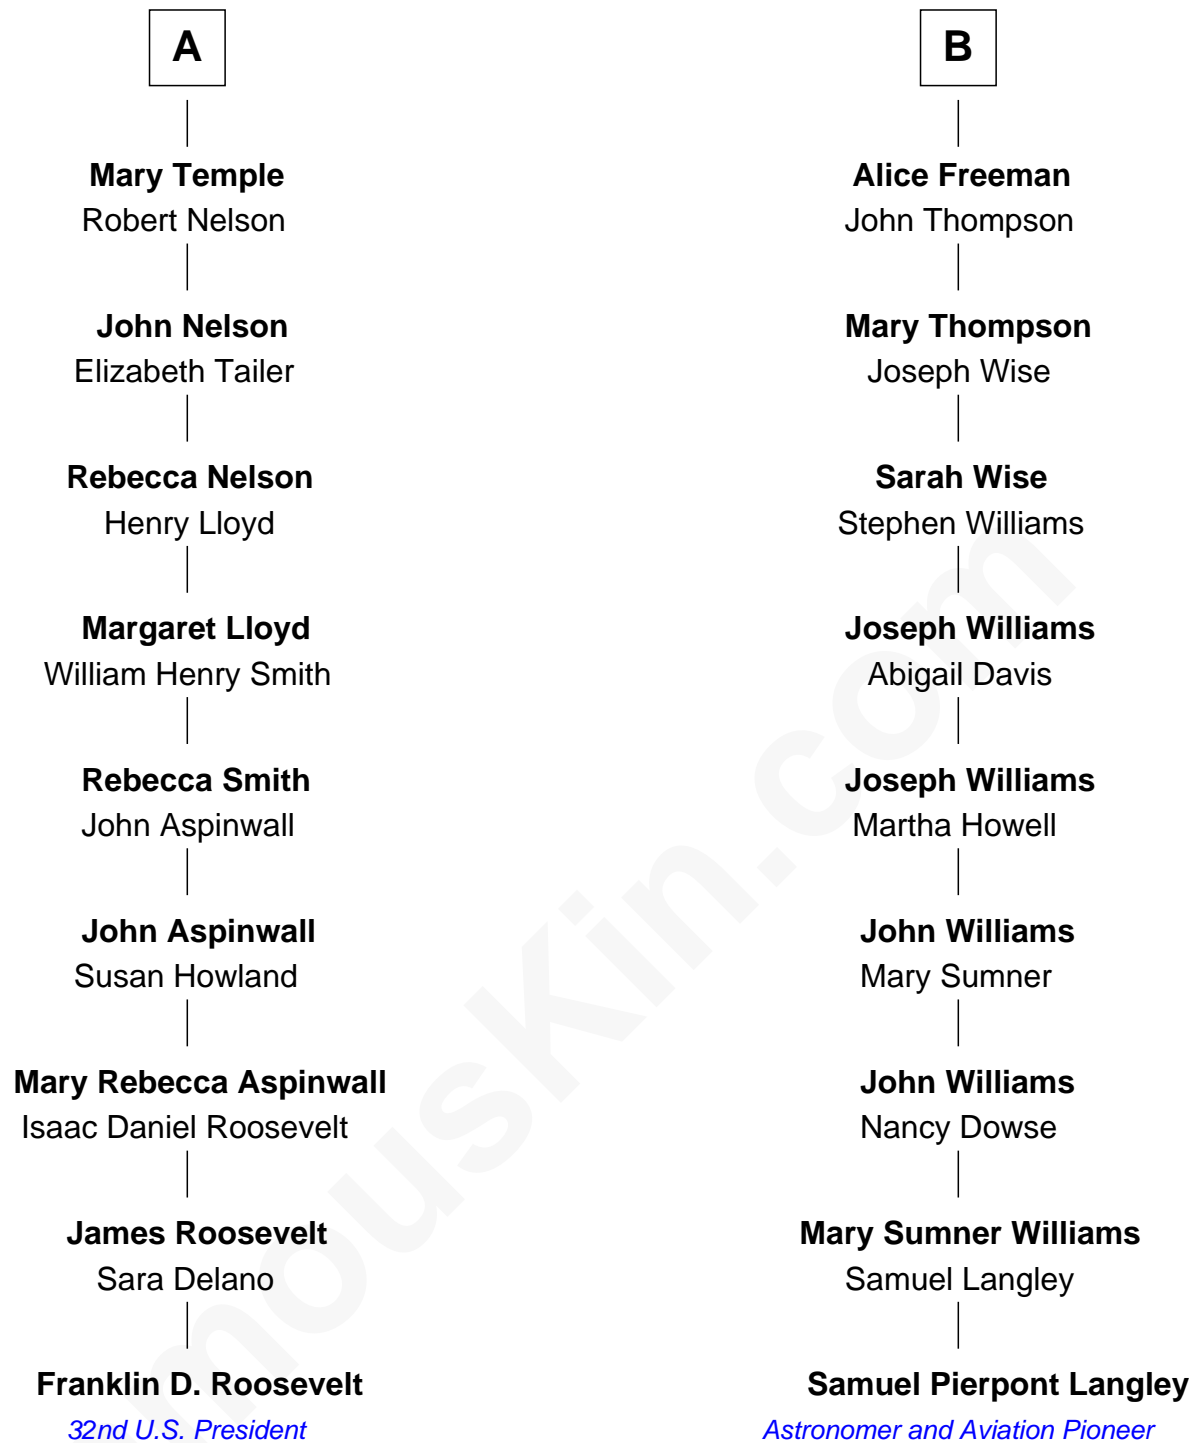 A
Mary Temple
Robert Nelson
John Nelson
Elizabeth Tailer
Rebecca Nelson
Henry Lloyd
Margaret Lloyd
William Henry Smith
Rebecca Smith
John Aspinwall
John Aspinwall
Susan Howland
Mary Rebecca Aspinwall
Isaac Daniel Roosevelt
James Roosevelt
Sara Delano
Franklin D. Roosevelt
32nd U.S. President
B
Alice Freeman
John Thompson
Mary Thompson
Joseph Wise
Sarah Wise
Stephen Williams
Joseph Williams
Abigail Davis
Joseph Williams
Martha Howell
John Williams
Mary Sumner
John Williams
Nancy Dowse
Mary Sumner Williams
Samuel Langley
Samuel Pierpont Langley
Astronomer and Aviation Pioneer
mousKin.com